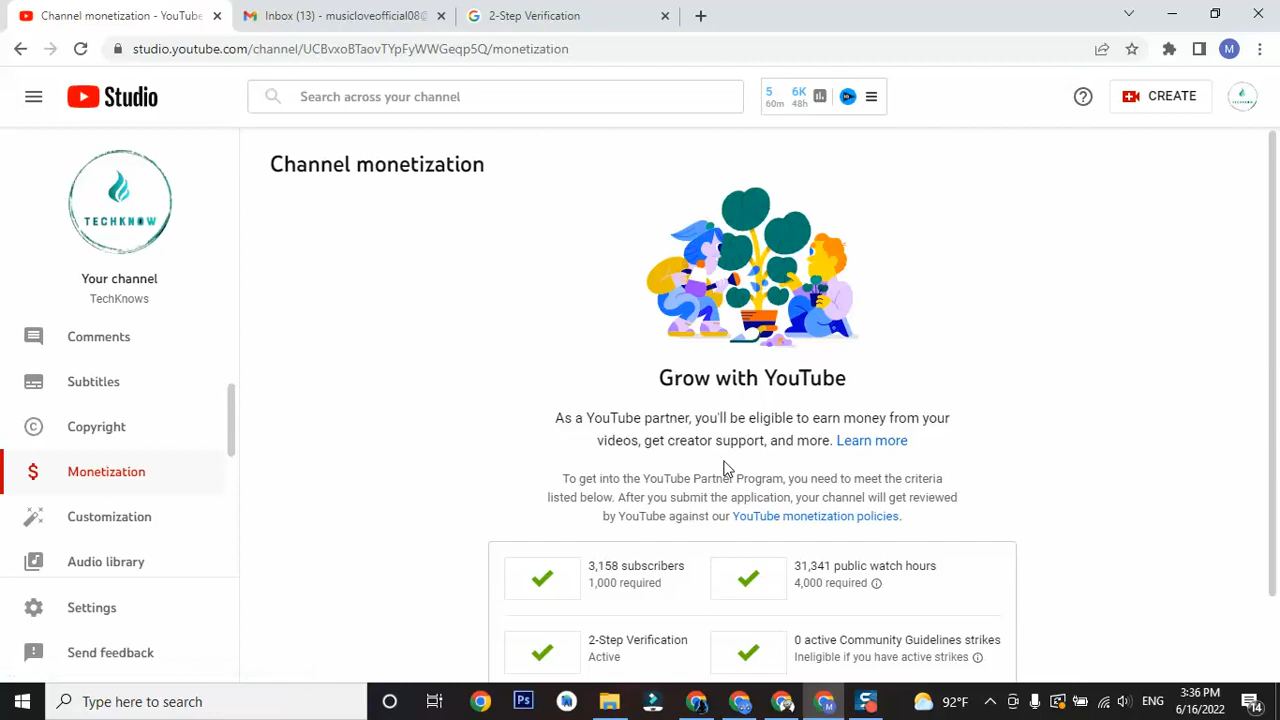 Channel monetization - YouTu
Inbox (13) - musicloveofficial08@
2-Step Verification
studio.youtube.com/channel/UCBvxoBTaovTYpFyWWGeqp5Q/monetization
M
Studio
Search across your channel
5
60m
6K
48h
CREATE
TECHKNOW
Your channel
TechKnows
Comments
Subtitles
Copyright
Monetization
Customization
Audio library
Settings
Send feedback
Channel monetization
Grow with YouTube
As a YouTube partner, you'll be eligible to earn money from your
videos, get creator support, and more. Learn more
To get into the YouTube Partner Program, you need to meet the criteria
listed below. After you submit the application, your channel will get reviewed
by YouTube against our YouTube monetization policies.
3,158 subscribers
1,000 required
31,341 public watch hours
4,000 required
2-Step Verification
Active
0 active Community Guidelines strikes
Ineligible if you have active strikes
Type here to search
Ps
92°F
ENG
3:36 PM
6/16/2022
14